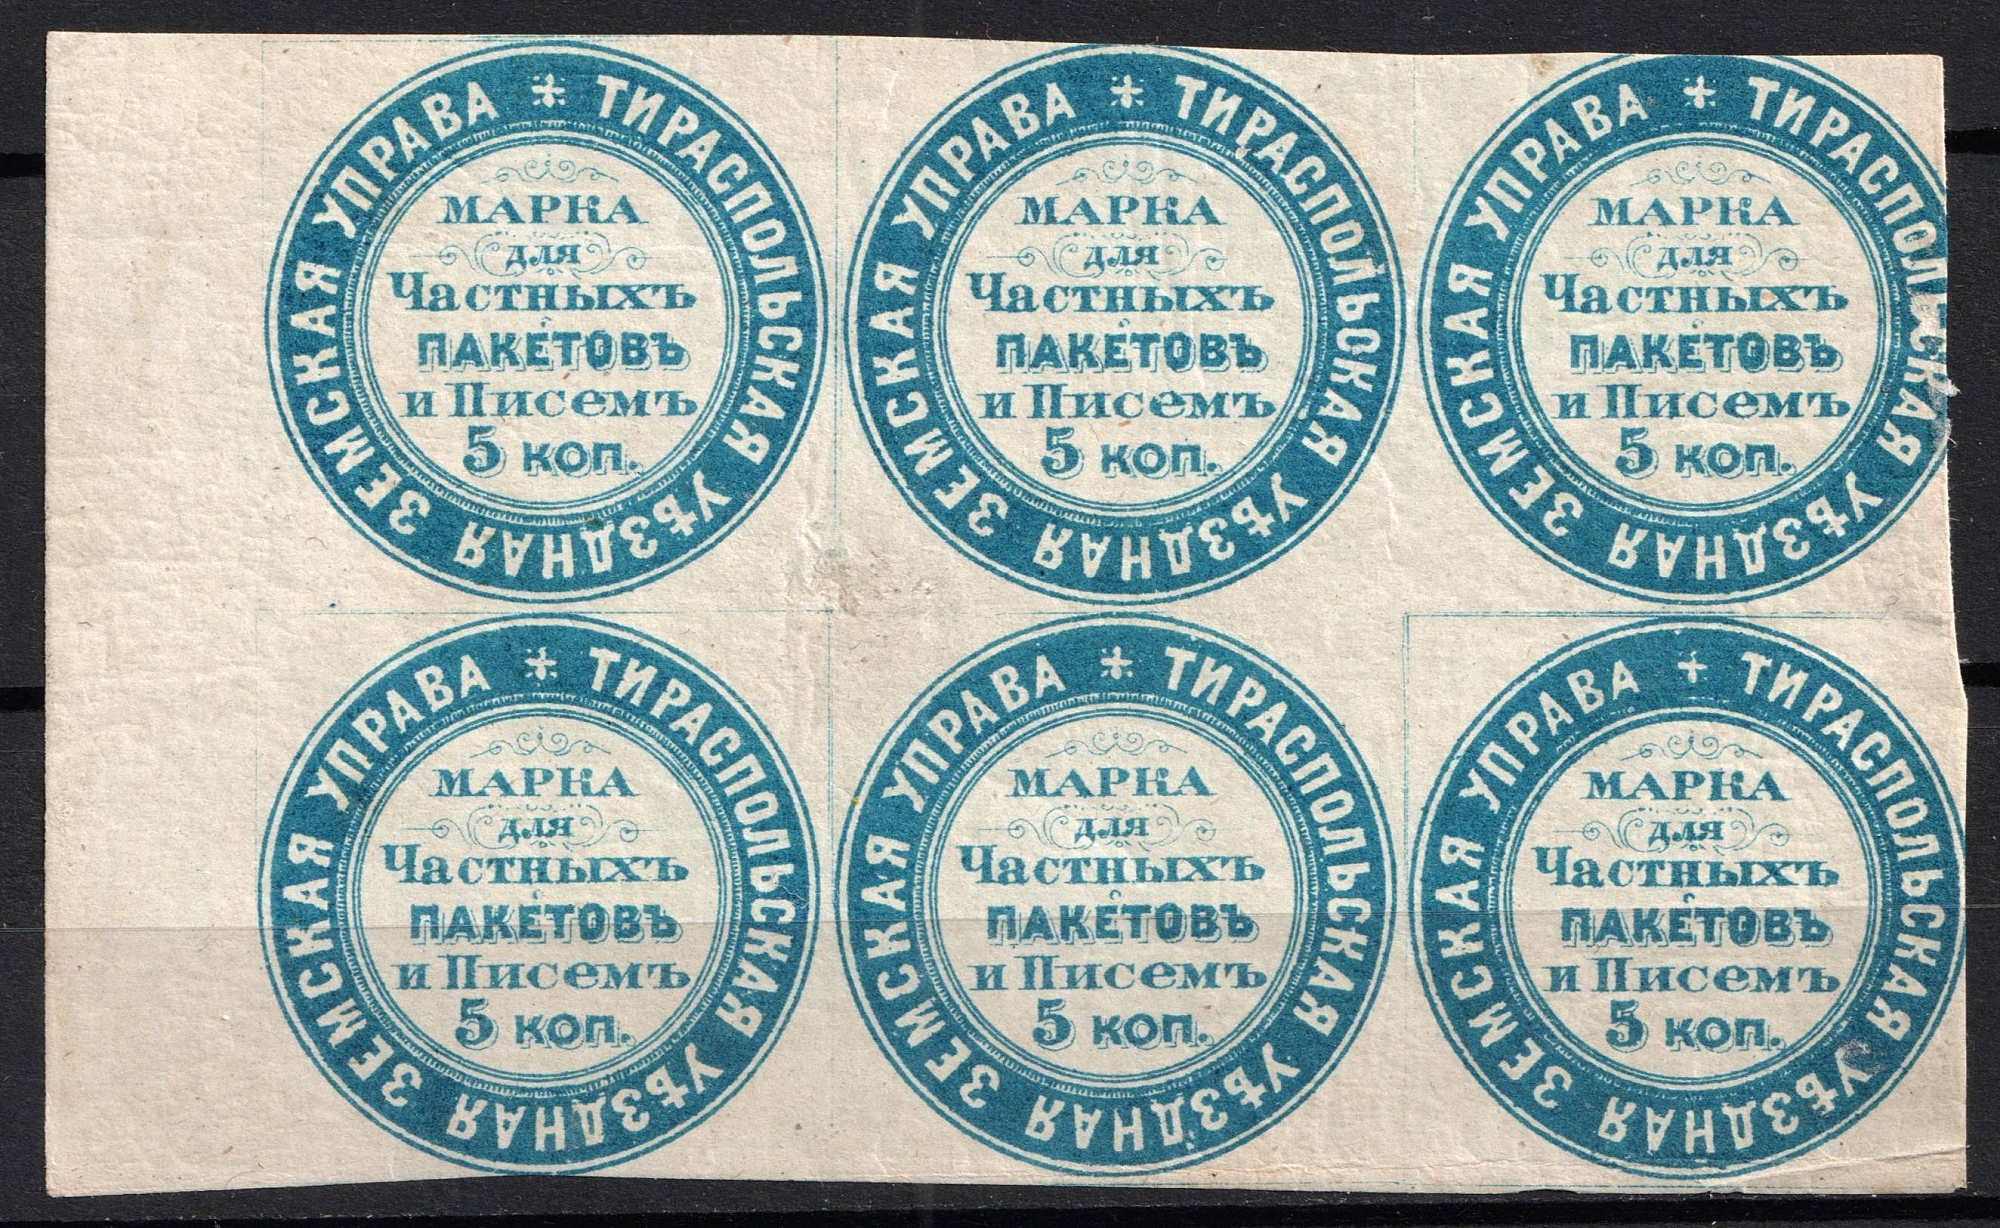 ТИРАСПОЛЬСКАЯ УѢЗДНАЯ ЗЕМСКАЯ УПРАВА
МАРКА
для
Частныхъ
ПАКЕТОВЪ
и Писемъ
5 коп.
ТИРАСПОЛЬСКАЯ УѢЗДНАЯ ЗЕМСКАЯ УПРАВА
МАРКА
для
Частныхъ
ПАКЕТОВЪ
и Писемъ
5 коп.
ТИРАСПОЛЬСКАЯ УѢЗДНАЯ ЗЕМСКАЯ УПРАВА
МАРКА
для
Частныхъ
ПАКЕТОВЪ
и Писемъ
5 коп.
ТИРАСПОЛЬСКАЯ УѢЗДНАЯ ЗЕМСКАЯ УПРАВА
МАРКА
для
Частныхъ
ПАКЕТОВЪ
и Писемъ
5 коп.
ТИРАСПОЛЬСКАЯ УѢЗДНАЯ ЗЕМСКАЯ УПРАВА
МАРКА
для
Частныхъ
ПАКЕТОВЪ
и Писемъ
5 коп.
ТИРАСПОЛЬСКАЯ УѢЗДНАЯ ЗЕМСКАЯ УПРАВА
МАРКА
для
Частныхъ
ПАКЕТОВЪ
и Писемъ
5 коп.